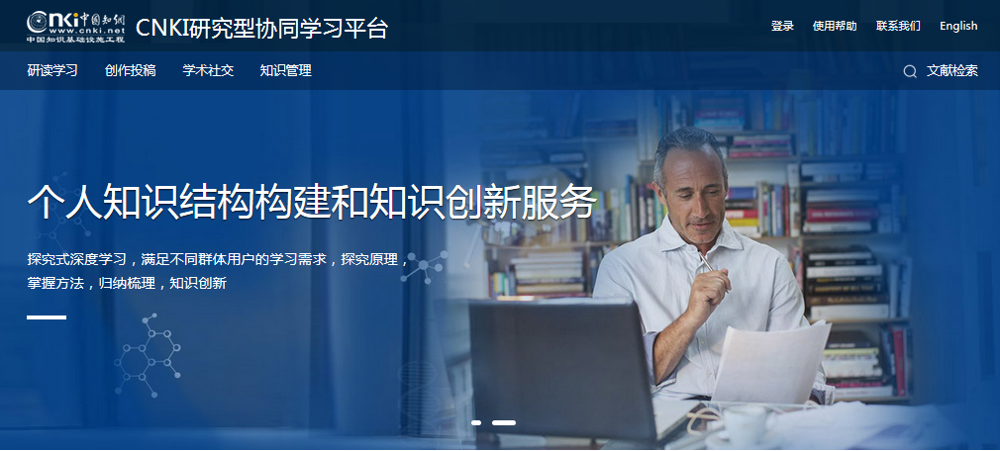 cnki中国知网
www.cnki.net
中国知识基础设施工程
CNKI研究型协同学习平台
登录 使用帮助 联系我们 English
研读学习 创作投稿 学术社交 知识管理
文献检索
个人知识结构构建和知识创新服务
探究式深度学习，满足不同群体用户的学习需求，探究原理，
掌握方法，归纳梳理，知识创新